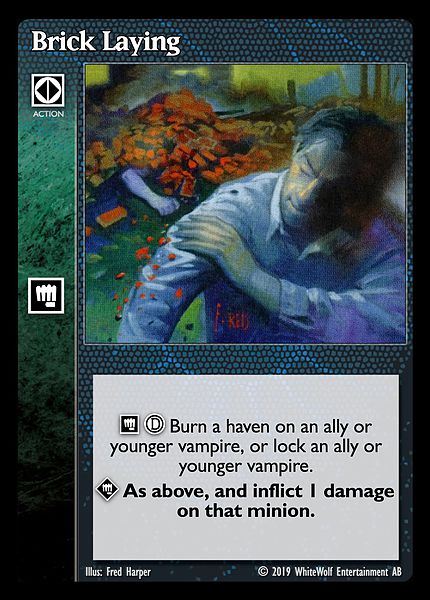 Brick Laying
ACTION
F·REIS
Ⓓ Burn a haven on an ally or
younger vampire, or lock an ally or
younger vampire.
As above, and inflict 1 damage
on that minion.
Illus: Fred Harper © 2019 WhiteWolf Entertainment AB